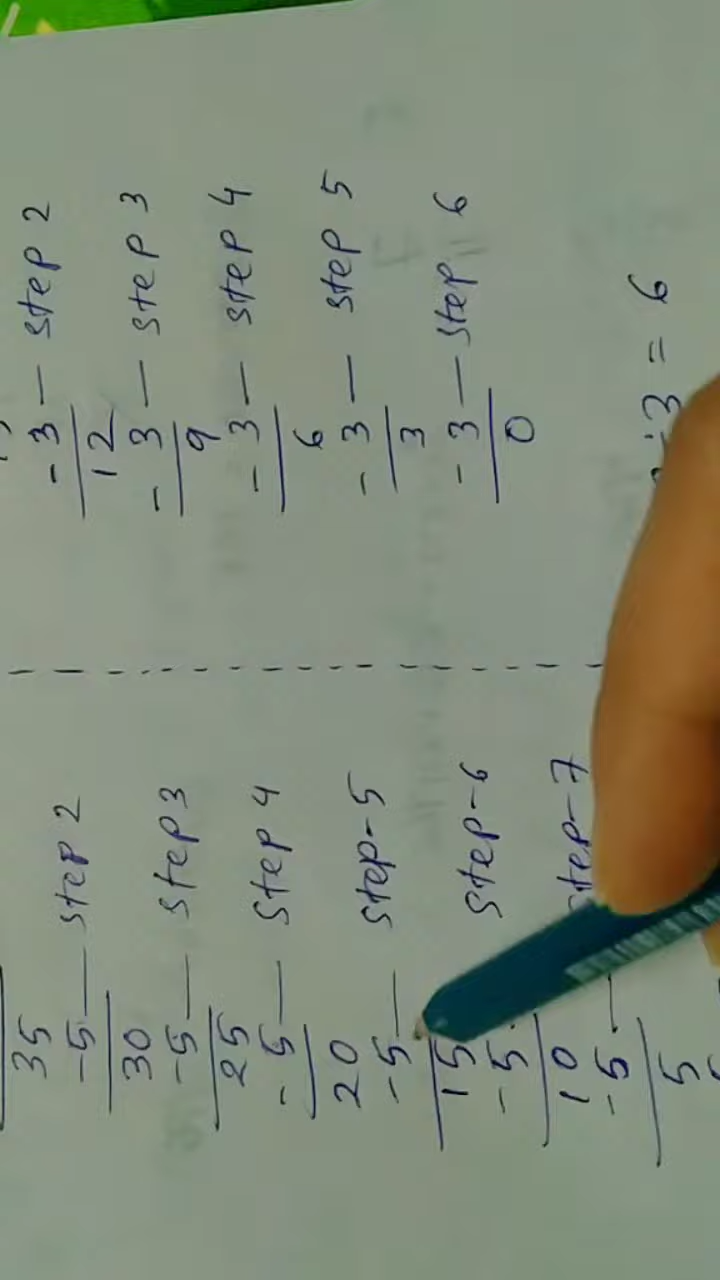 35
-5 — step 2
30
-5 — step 3
25
-5 — step 4
20
-5 — step-5
15
-5 step-6
10
-5 — step-7
5
-3 — step 2
12
-3 — step 3
9
-3 — step 4
6
-3 — step 5
3
-3 — step 6
0
÷3 = 6